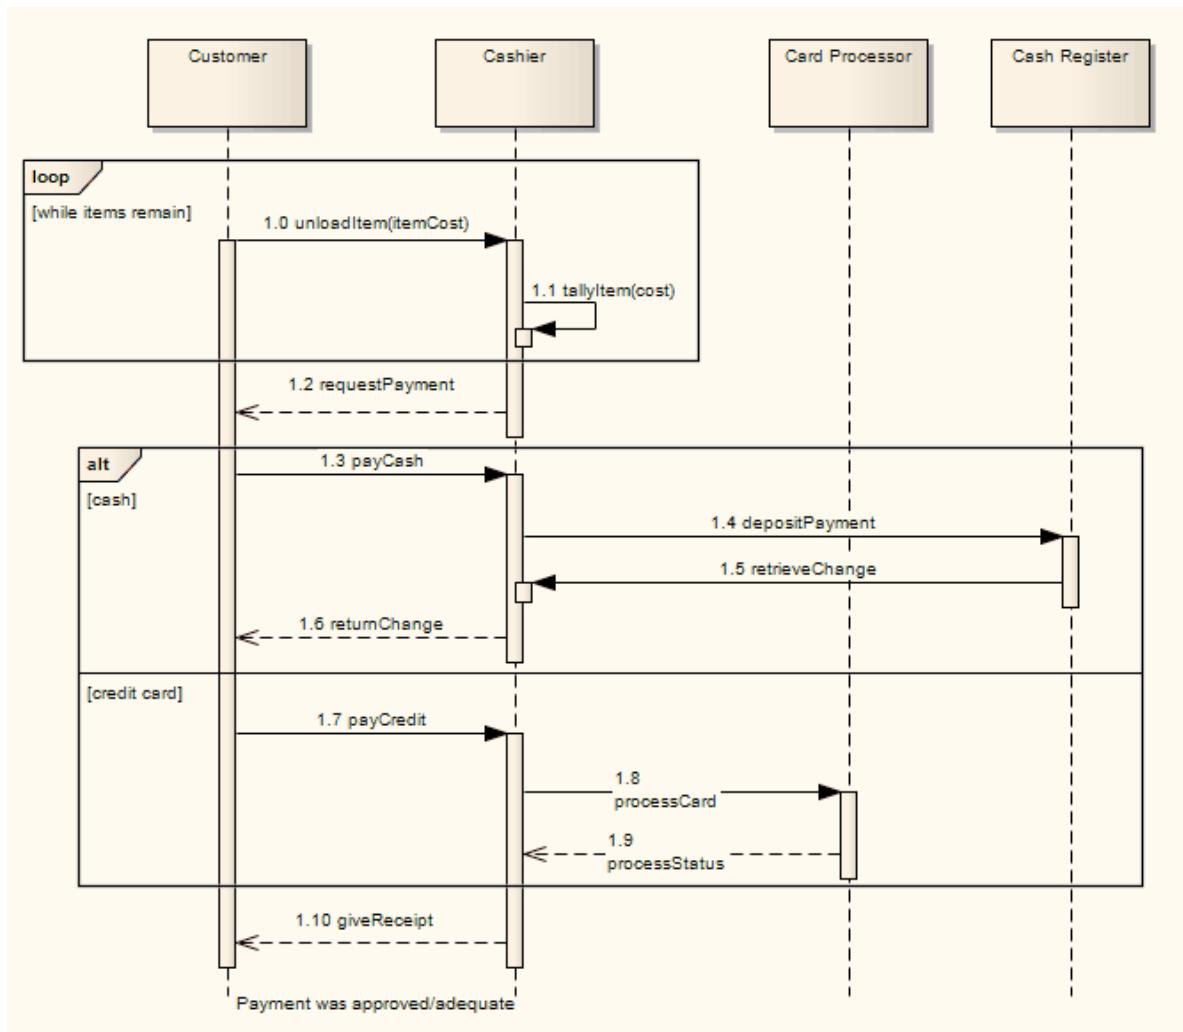 Customer
Cashier
Card Processor
Cash Register
loop
[while items remain]
1.0 unloadItem(itemCost)
1.1 tallyItem(cost)
1.2 requestPayment
alt
1.3 payCash
[cash]
1.4 depositPayment
1.5 retrieveChange
1.6 returnChange
[credit card]
1.7 payCredit
1.8
processCard
1.9
processStatus
1.10 giveReceipt
Payment was approved/adequate